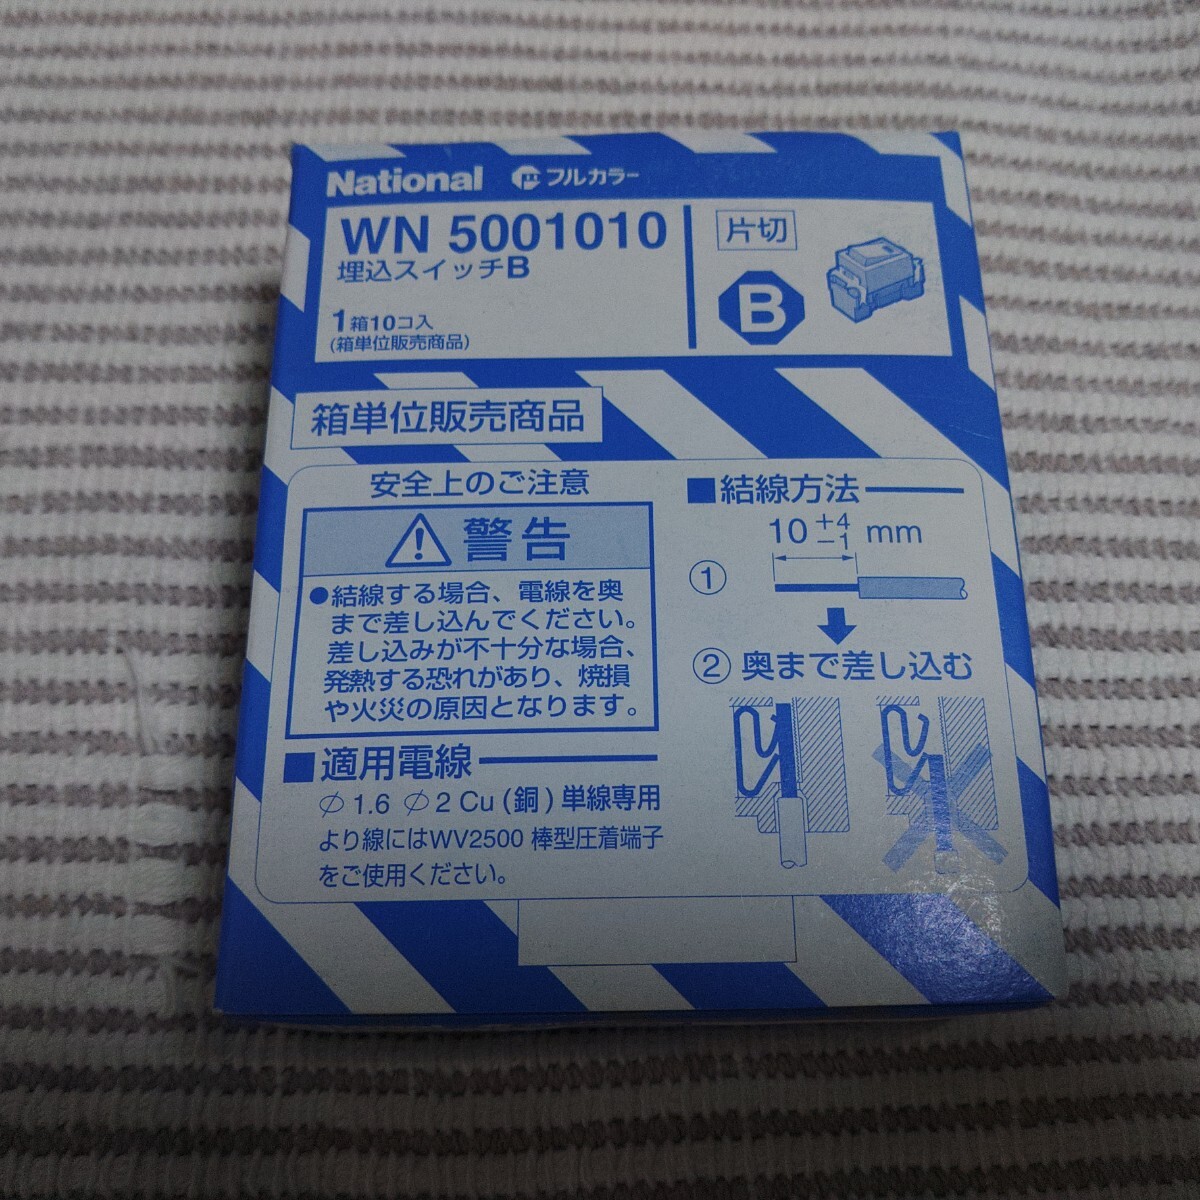 National フルカラー
WN 5001010
埋込スイッチB
1箱10コ入
(箱単位販売商品)
片切
B
箱単位販売商品
安全上のご注意
警告
●結線する場合、電線を奥
まで差し込んでください。
差し込みが不十分な場合、
発熱する恐れがあり、焼損
や火災の原因となります。
■適用電線
∅1.6 ∅2 Cu(銅)単線専用
より線にはWV2500 棒型圧着端子
をご使用ください。
■結線方法
10 +4 −1 mm
①
②奥まで差し込む